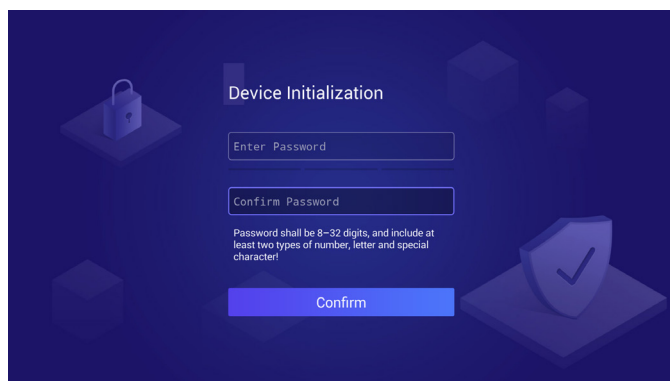 Device Initialization
Enter Password
Confirm Password
Password shall be 8–32 digits, and include at
least two types of number, letter and special
character!
Confirm